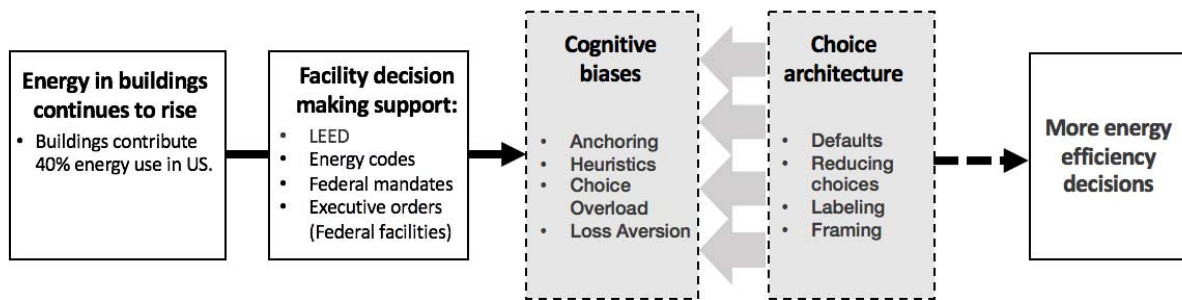 Energy in buildings
continues to rise
• Buildings contribute
40% energy use in US.
Facility decision
making support:
• LEED
• Energy codes
• Federal mandates
• Executive orders
(Federal facilities)
Cognitive
biases
• Anchoring
• Heuristics
• Choice
Overload
• Loss Aversion
Choice
architecture
• Defaults
• Reducing
choices
• Labeling
• Framing
More energy
efficiency
decisions